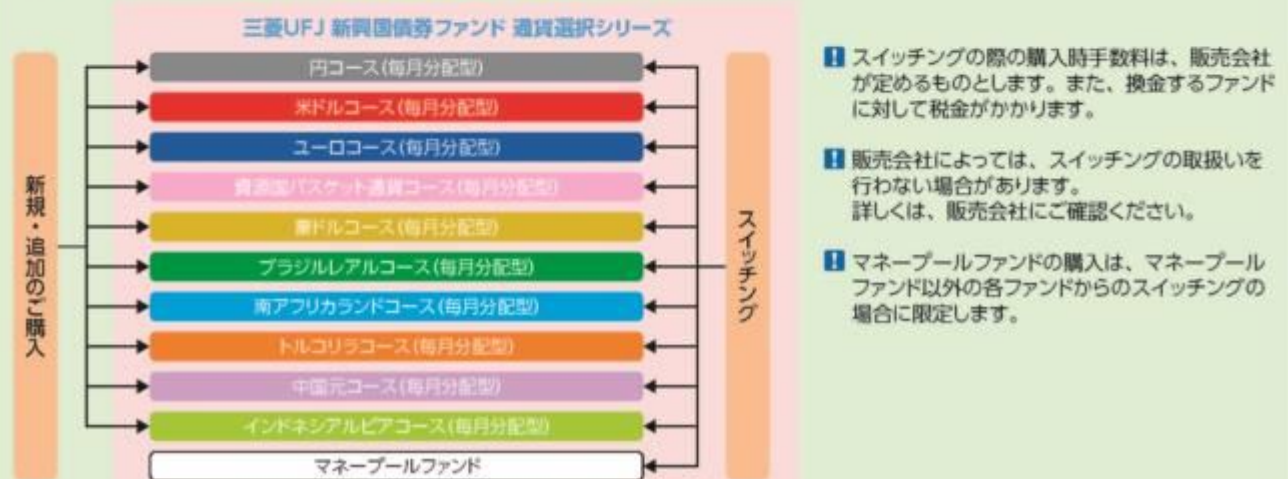 三菱UFJ 新興国債券ファンド 通貨選択シリーズ
新規・追加のご購入
円コース(毎月分配型)
米ドルコース(毎月分配型)
ユーロコース(毎月分配型)
資源国バスケット通貨コース(毎月分配型)
豪ドルコース(毎月分配型)
ブラジルレアルコース(毎月分配型)
南アフリカランドコース(毎月分配型)
トルコリラコース(毎月分配型)
中国元コース(毎月分配型)
インドネシアルピアコース(毎月分配型)
マネープールファンド
スイッチング
! スイッチングの際の購入時手数料は、販売会社
が定めるものとします。また、換金するファンド
に対して税金がかかります。
! 販売会社によっては、スイッチングの取扱いを
行わない場合があります。
詳しくは、販売会社にご確認ください。
! マネープールファンドの購入は、マネープール
ファンド以外の各ファンドからのスイッチングの
場合に限定します。